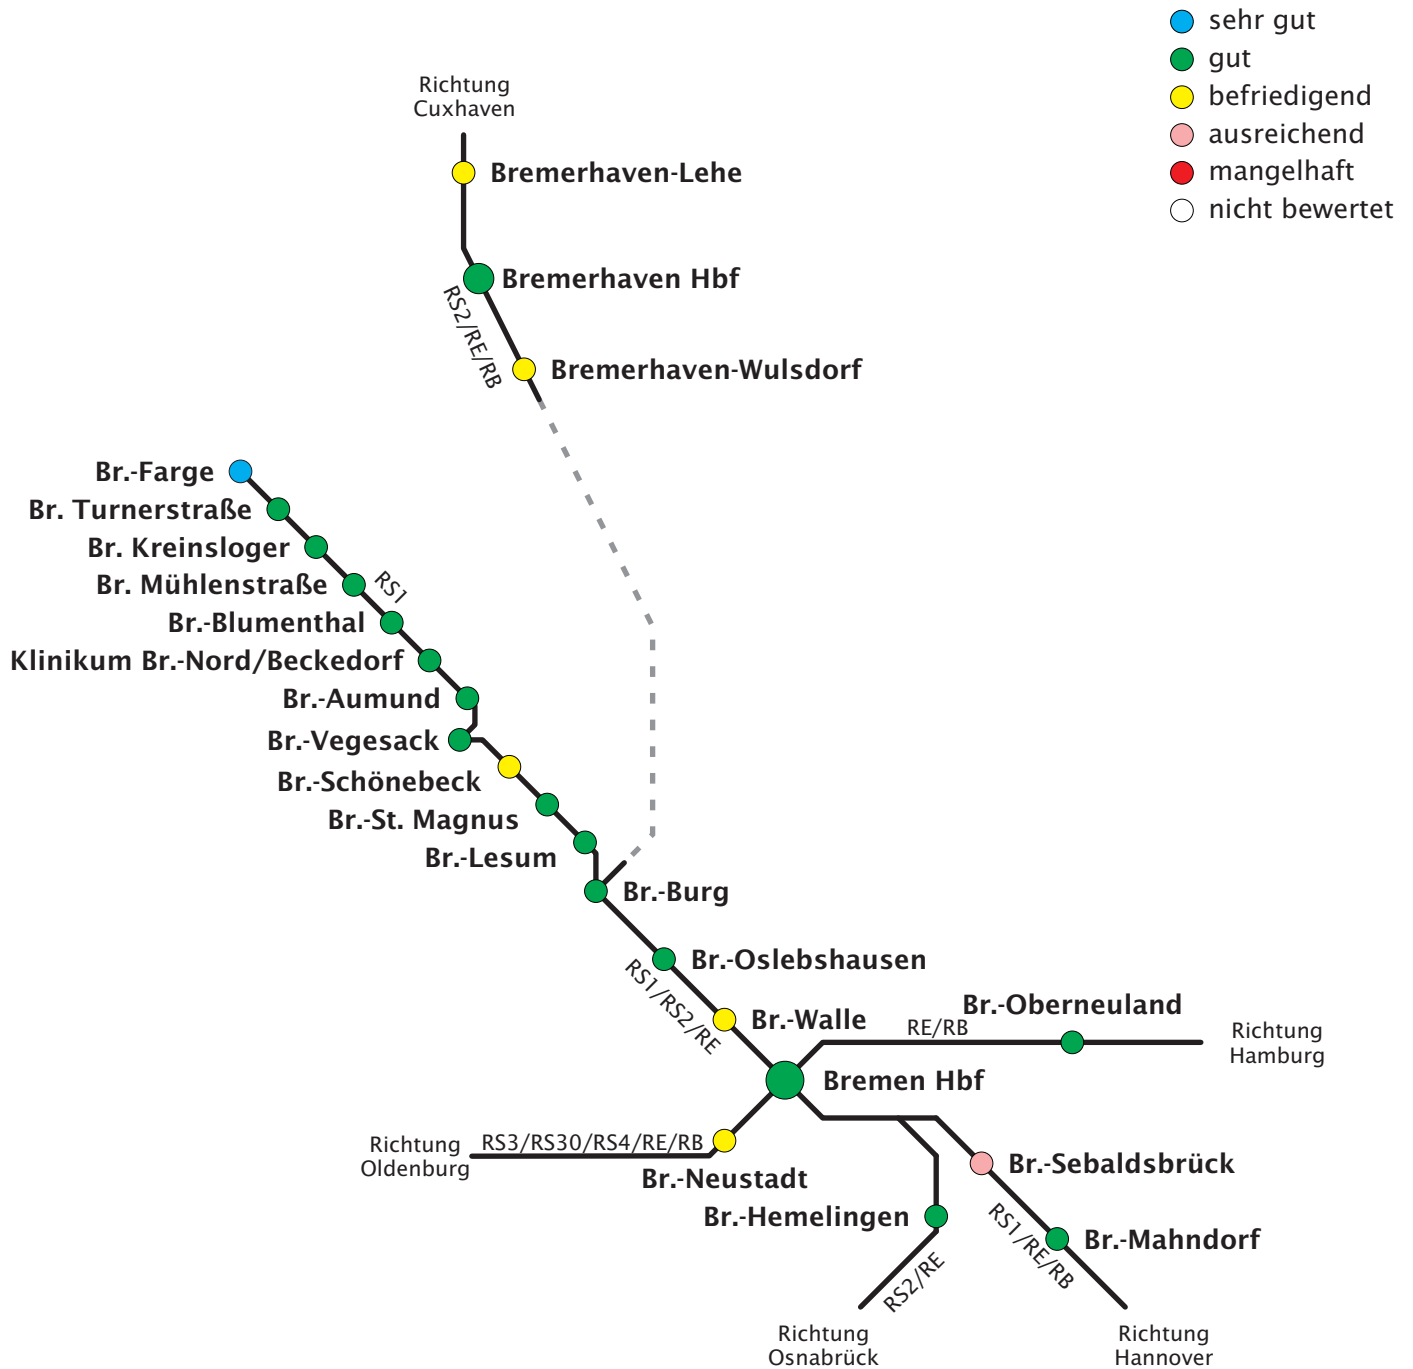 sehr gut
gut
befriedigend
ausreichend
mangelhaft
nicht bewertet
Richtung
Cuxhaven
Bremerhaven-Lehe
Bremerhaven Hbf
RS2/RE/RB
Bremerhaven-Wulsdorf
Br.-Farge
Br. Turnerstraße
Br. Kreinsloger
Br. Mühlenstraße
RS1
Br.-Blumenthal
Klinikum Br.-Nord/Beckedorf
Br.-Aumund
Br.-Vegesack
Br.-Schönebeck
Br.-St. Magnus
Br.-Lesum
Br.-Burg
Br.-Oslebshausen
RS1/RS2/RE
Br.-Walle
Br.-Oberneuland
RE/RB
Richtung
Hamburg
Bremen Hbf
Richtung
Oldenburg
RS3/RS30/RS4/RE/RB
Br.-Neustadt
Br.-Sebaldsbrück
Br.-Hemelingen
RS1/RE/RB
Br.-Mahndorf
RS2/RE
Richtung
Osnabrück
Richtung
Hannover